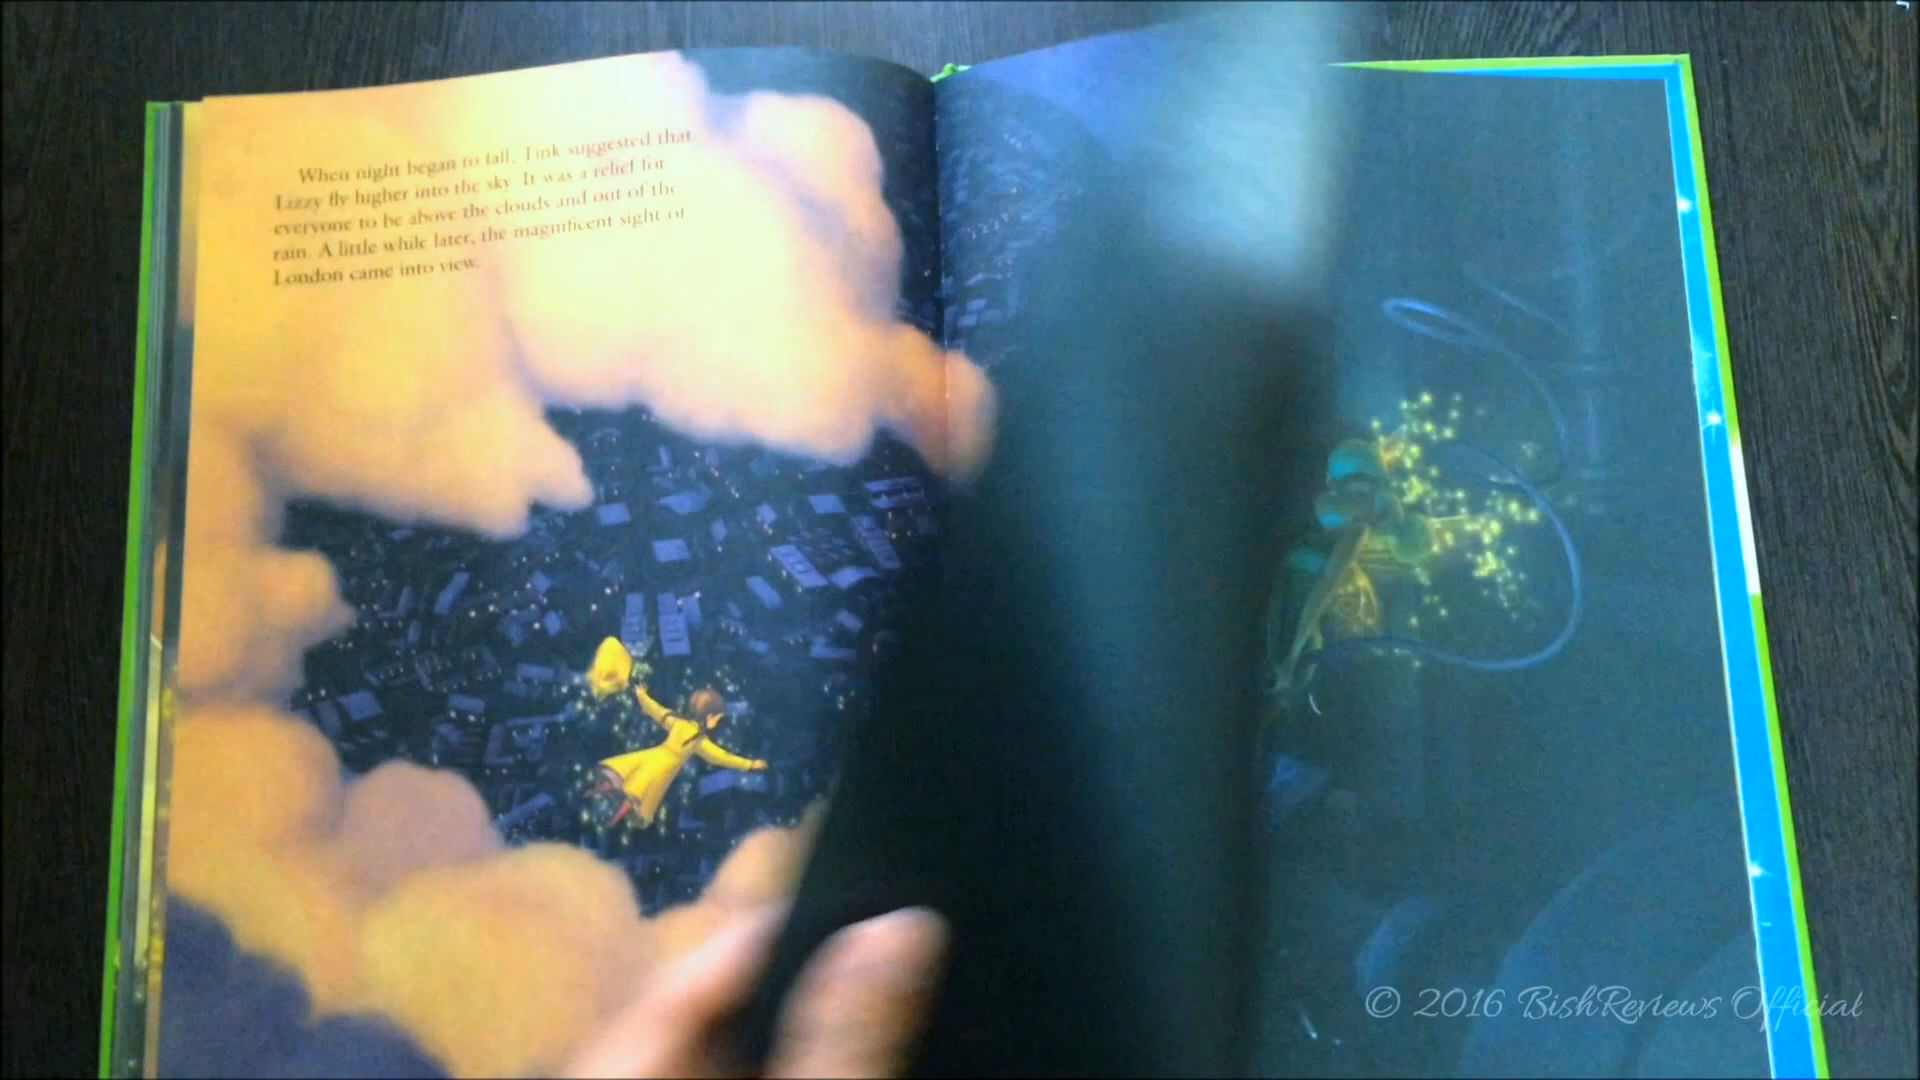 When night began to fall, Tink suggested that
Lizzy fly higher into the sky. It was a relief for
everyone to be above the clouds and out of the
rain. A little while later, the magnificent sight of
London came into view.
© 2016 BishReviews Official